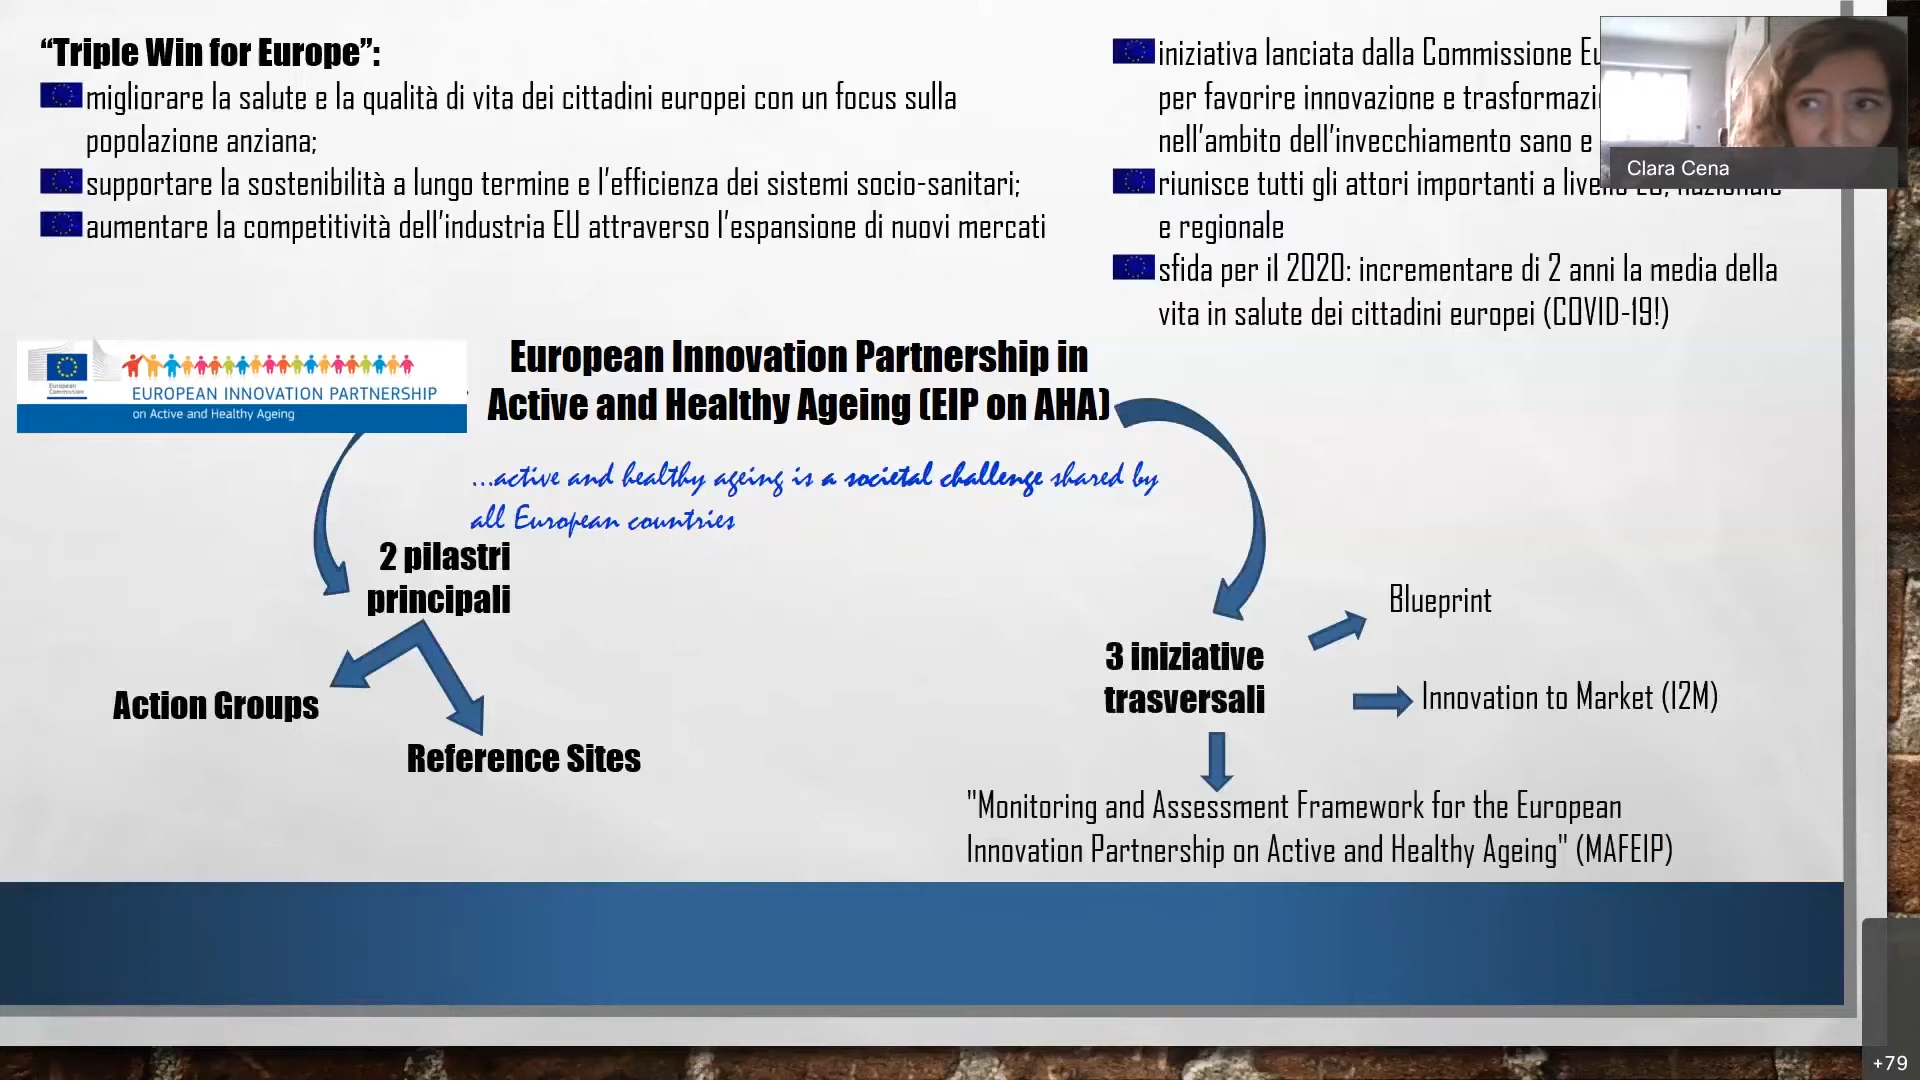 “Triple Win for Europe”:
migliorare la salute e la qualità di vita dei cittadini europei con un focus sulla
popolazione anziana;
supportare la sostenibilità a lungo termine e l’efficienza dei sistemi socio-sanitari;
aumentare la competitività dell’industria EU attraverso l’espansione di nuovi mercati
iniziativa lanciata dalla Commissione
per favorire innovazione e
nell’ambito dell’invecchiamento sano e
riunisce tutti gli attori importanti a livello EU, nazionale
e regionale
sfida per il 2020: incrementare di 2 anni la media della
vita in salute dei cittadini europei (COVID-19!)
Clara Cena
European
Commission
EUROPEAN INNOVATION PARTNERSHIP
on Active and Healthy Ageing
European Innovation Partnership in
Active and Healthy Ageing (EIP on AHA)
...active and healthy ageing is a societal challenge shared by
all European countries
2 pilastri
principali
Action Groups
Reference Sites
3 iniziative
trasversali
Blueprint
Innovation to Market (I2M)
"Monitoring and Assessment Framework for the European
Innovation Partnership on Active and Healthy Ageing" (MAFEIP)
+79